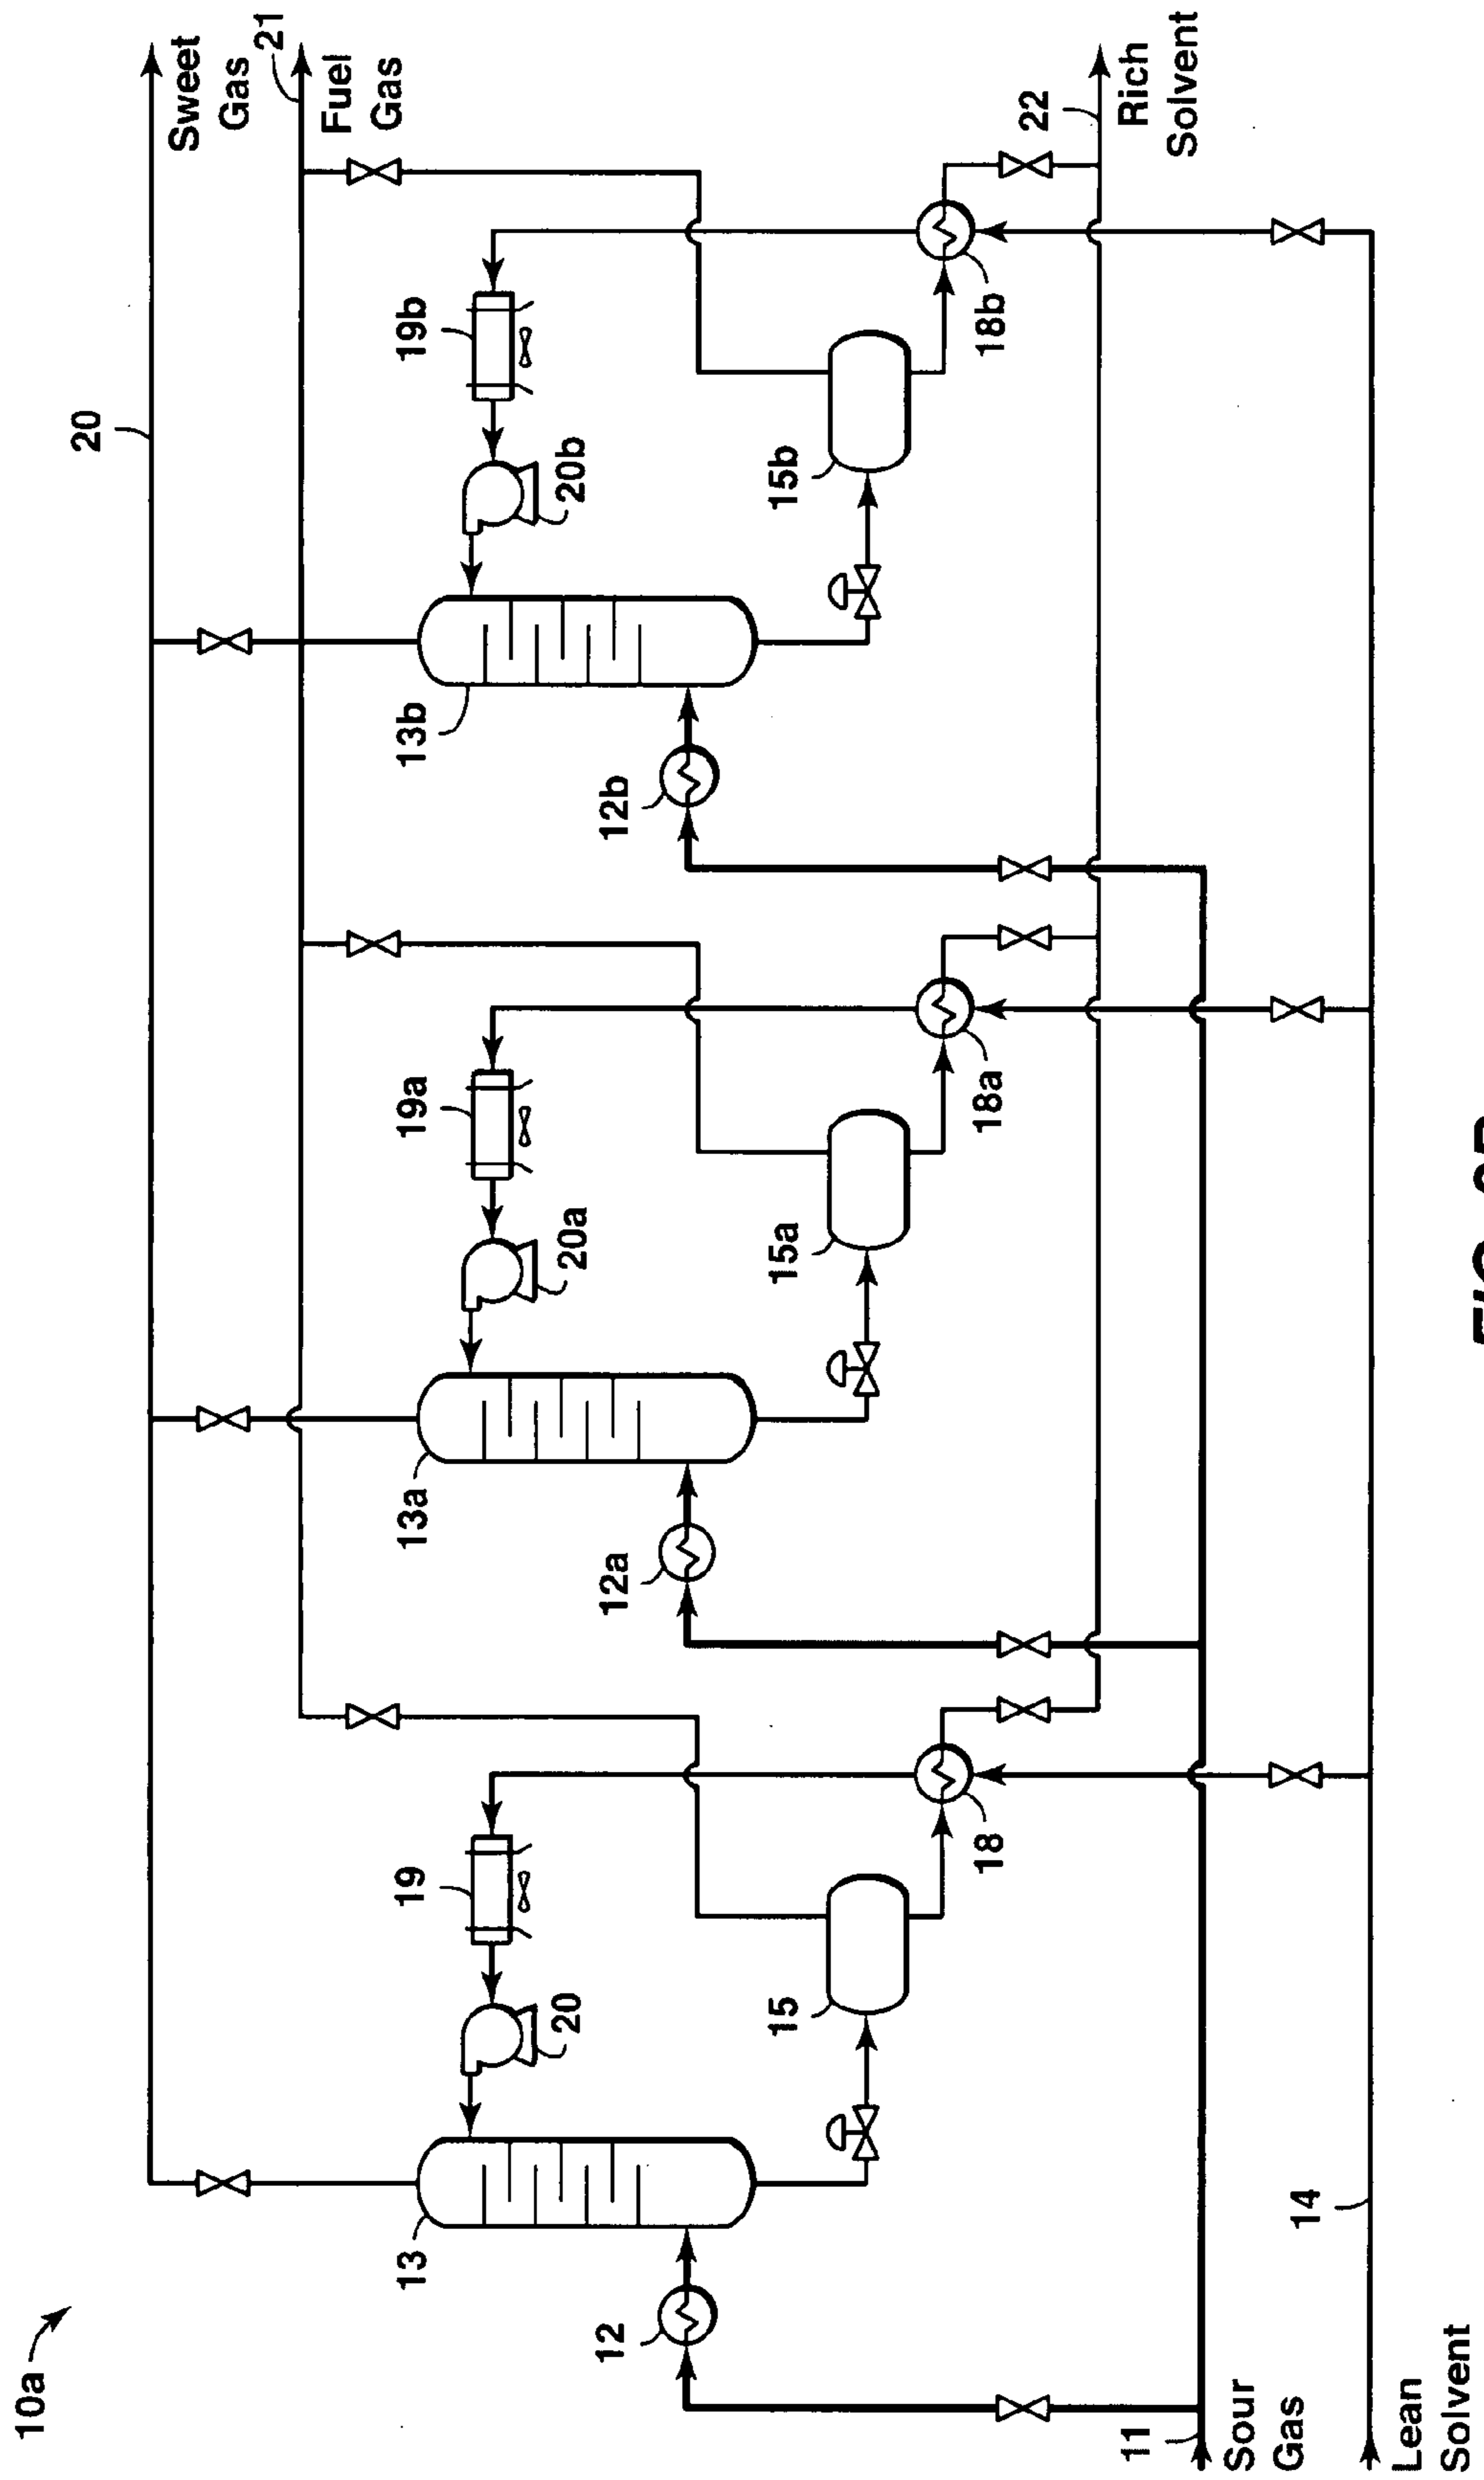 10a
20
Sweet
Gas
21
Fuel
Gas
19
19a
19b
20
20a
20b
13
13a
13b
12
12a
12b
15
15a
15b
18
18a
18b
22
Rich
Solvent
11
Sour
Gas
14
Lean
Solvent